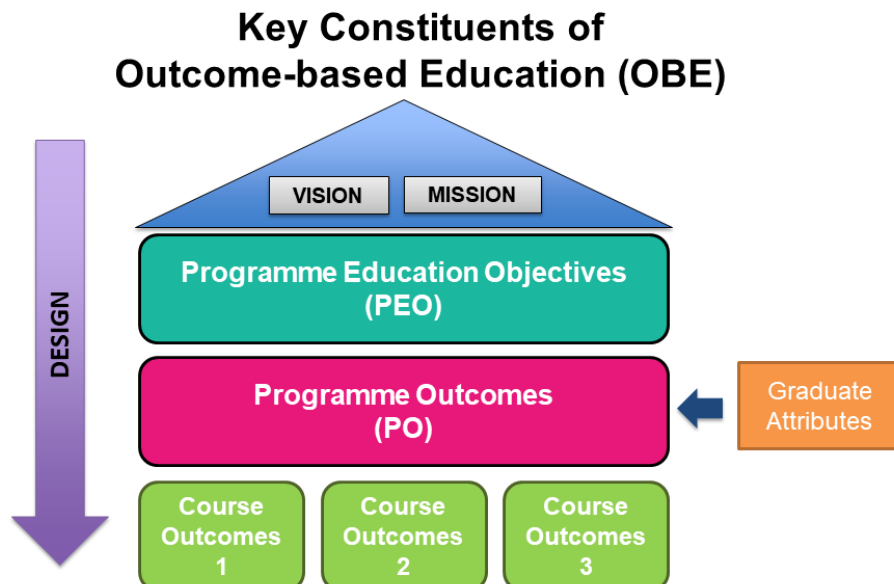 Key Constituents of
Outcome-based Education (OBE)
VISION
MISSION
Programme Education Objectives
(PEO)
DESIGN
Programme Outcomes
(PO)
Graduate
Attributes
Course
Outcomes
1
Course
Outcomes
2
Course
Outcomes
3